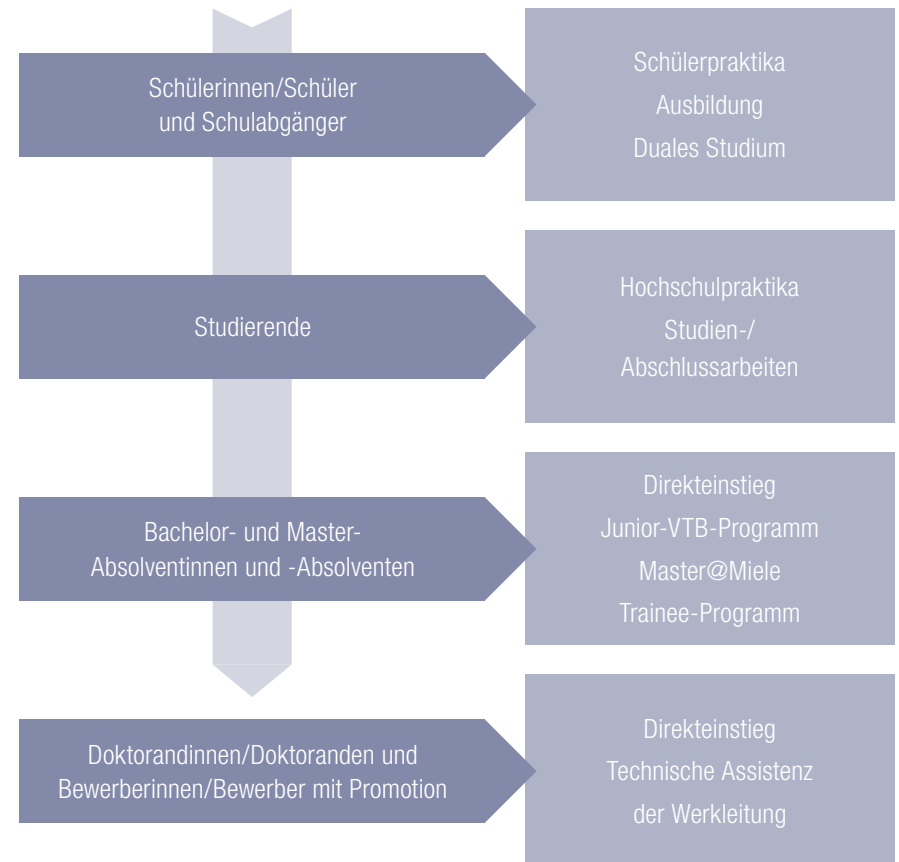 Schülerinnen/Schüler
und Schulabgänger
Schülerpraktika
Ausbildung
Duales Studium
Studierende
Hochschulpraktika
Studien-/
Abschlussarbeiten
Bachelor- und Master-
Absolventinnen und -Absolventen
Direkteinstieg
Junior-VTB-Programm
Master@Miele
Trainee-Programm
Doktorandinnen/Doktoranden und
Bewerberinnen/Bewerber mit Promotion
Direkteinstieg
Technische Assistenz
der Werkleitung